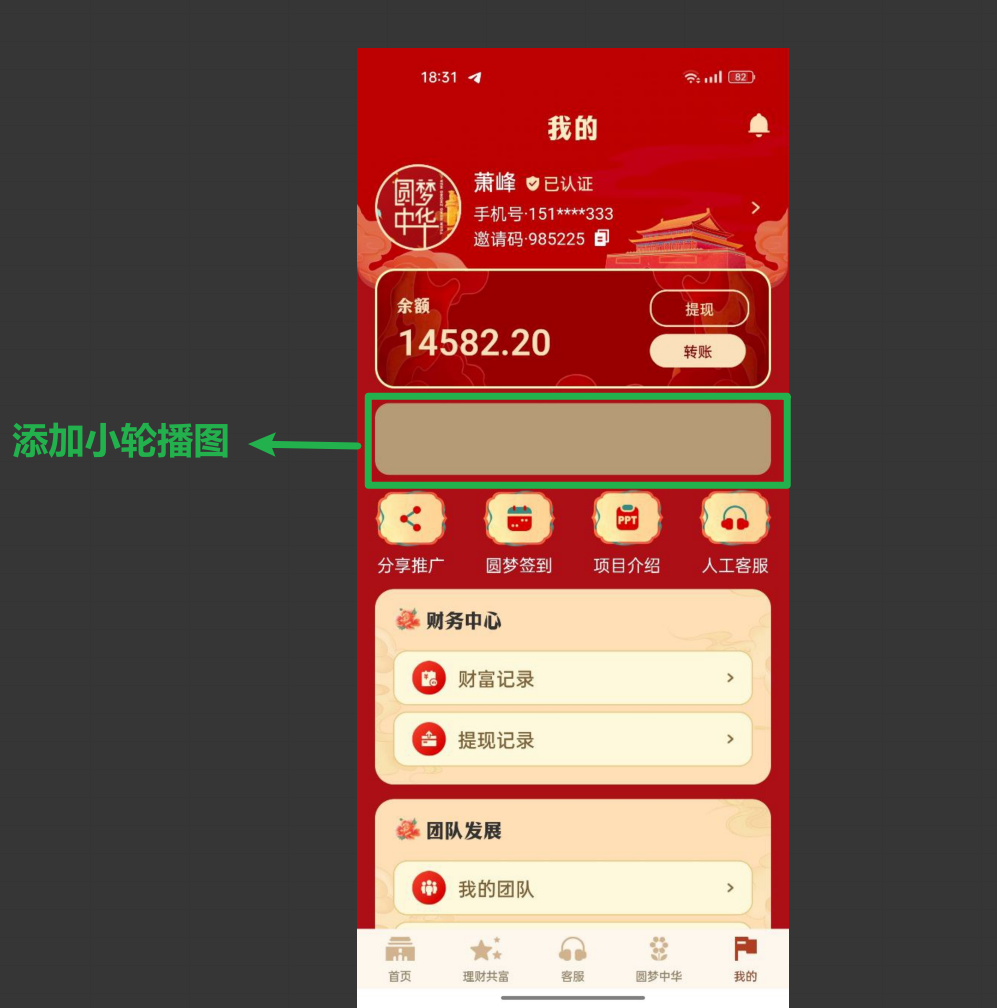 18:31
82
我的
圆梦
中华
萧峰 已认证
手机号·151****333
邀请码·985225
余额
提现
14582.20
转账
添加小轮播图
PPT
分享推广 圆梦签到 项目介绍 人工客服
财务中心
财富记录
提现记录
团队发展
我的团队
首页 理财共富 客服 圆梦中华 我的